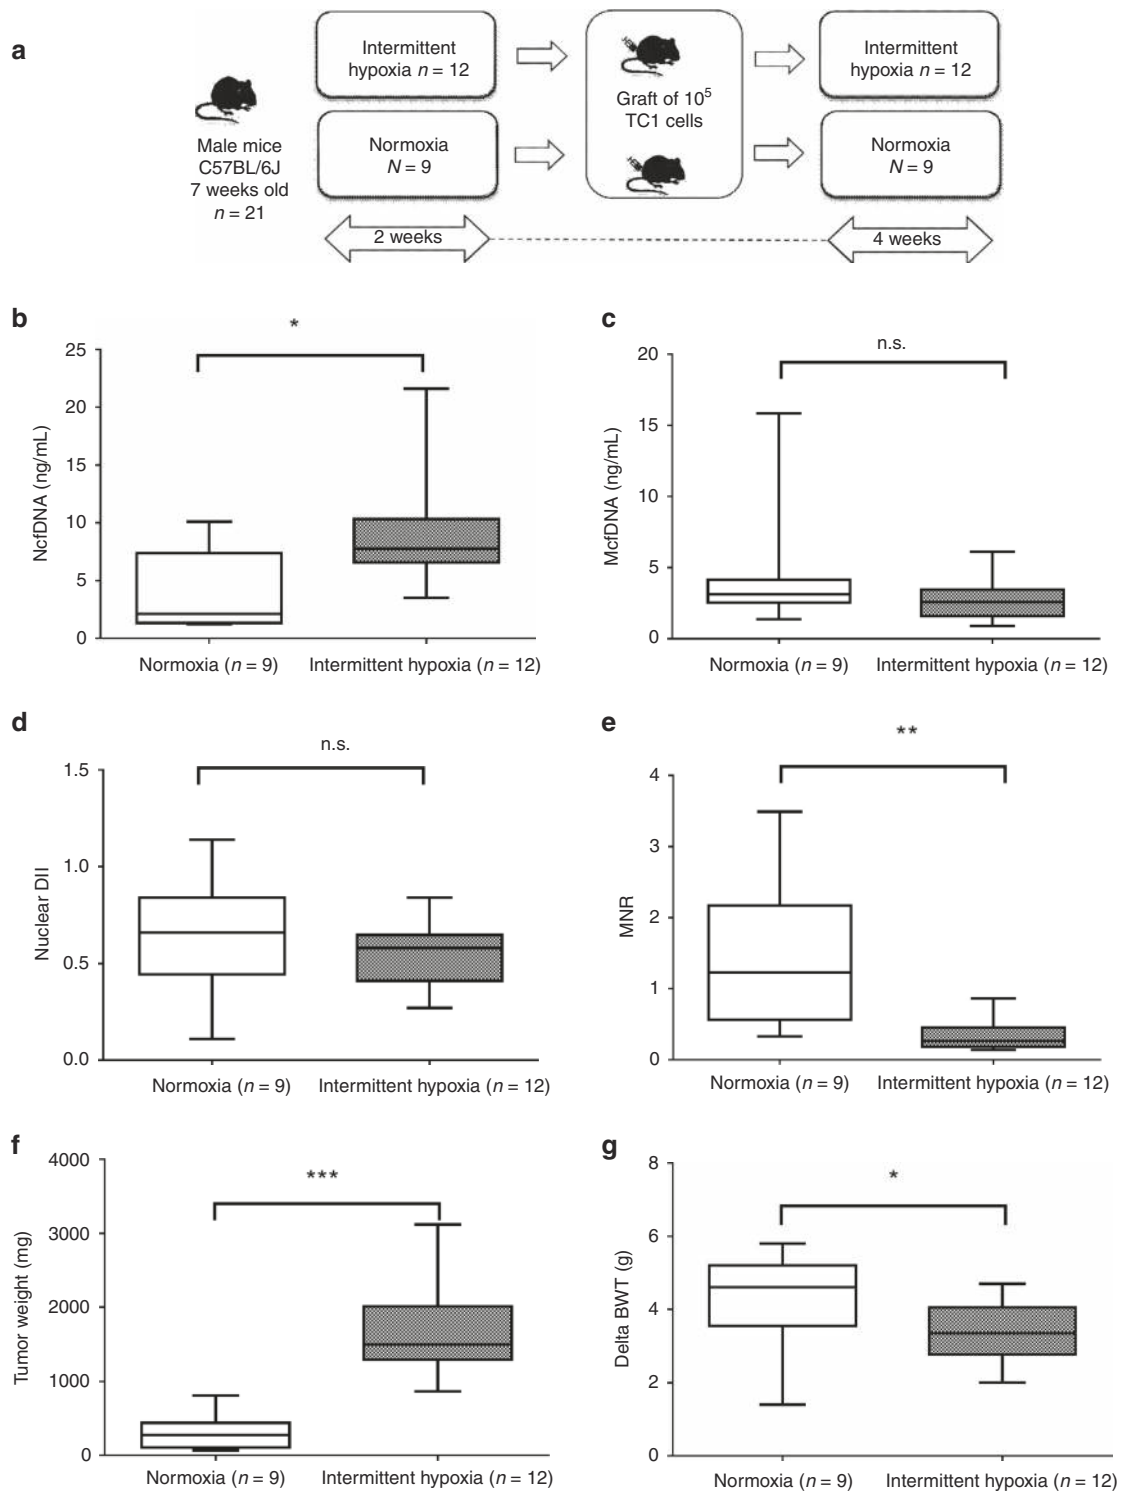 a
Male mice
C57BL/6J
7 weeks old
n = 21
Intermittent
hypoxia n = 12
Normoxia
N = 9
Graft of 10⁵
TC1 cells
Intermittent
hypoxia n = 12
Normoxia
N = 9
2 weeks
4 weeks
b
*
NcfDNA (ng/mL)
25
20
15
10
5
0
Normoxia (n = 9)
Intermittent hypoxia (n = 12)
c
n.s.
McfDNA (ng/mL)
20
15
10
5
0
Normoxia (n = 9)
Intermittent hypoxia (n = 12)
d
n.s.
Nuclear DII
1.5
1.0
0.5
0.0
Normoxia (n = 9)
Intermittent hypoxia (n = 12)
e
**
MNR
4
3
2
1
0
Normoxia (n = 9)
Intermittent hypoxia (n = 12)
f
***
Tumor weight (mg)
4000
3000
2000
1000
0
Normoxia (n = 9)
Intermittent hypoxia (n = 12)
g
*
Delta BWT (g)
8
6
4
2
0
Normoxia (n = 9)
Intermittent hypoxia (n = 12)